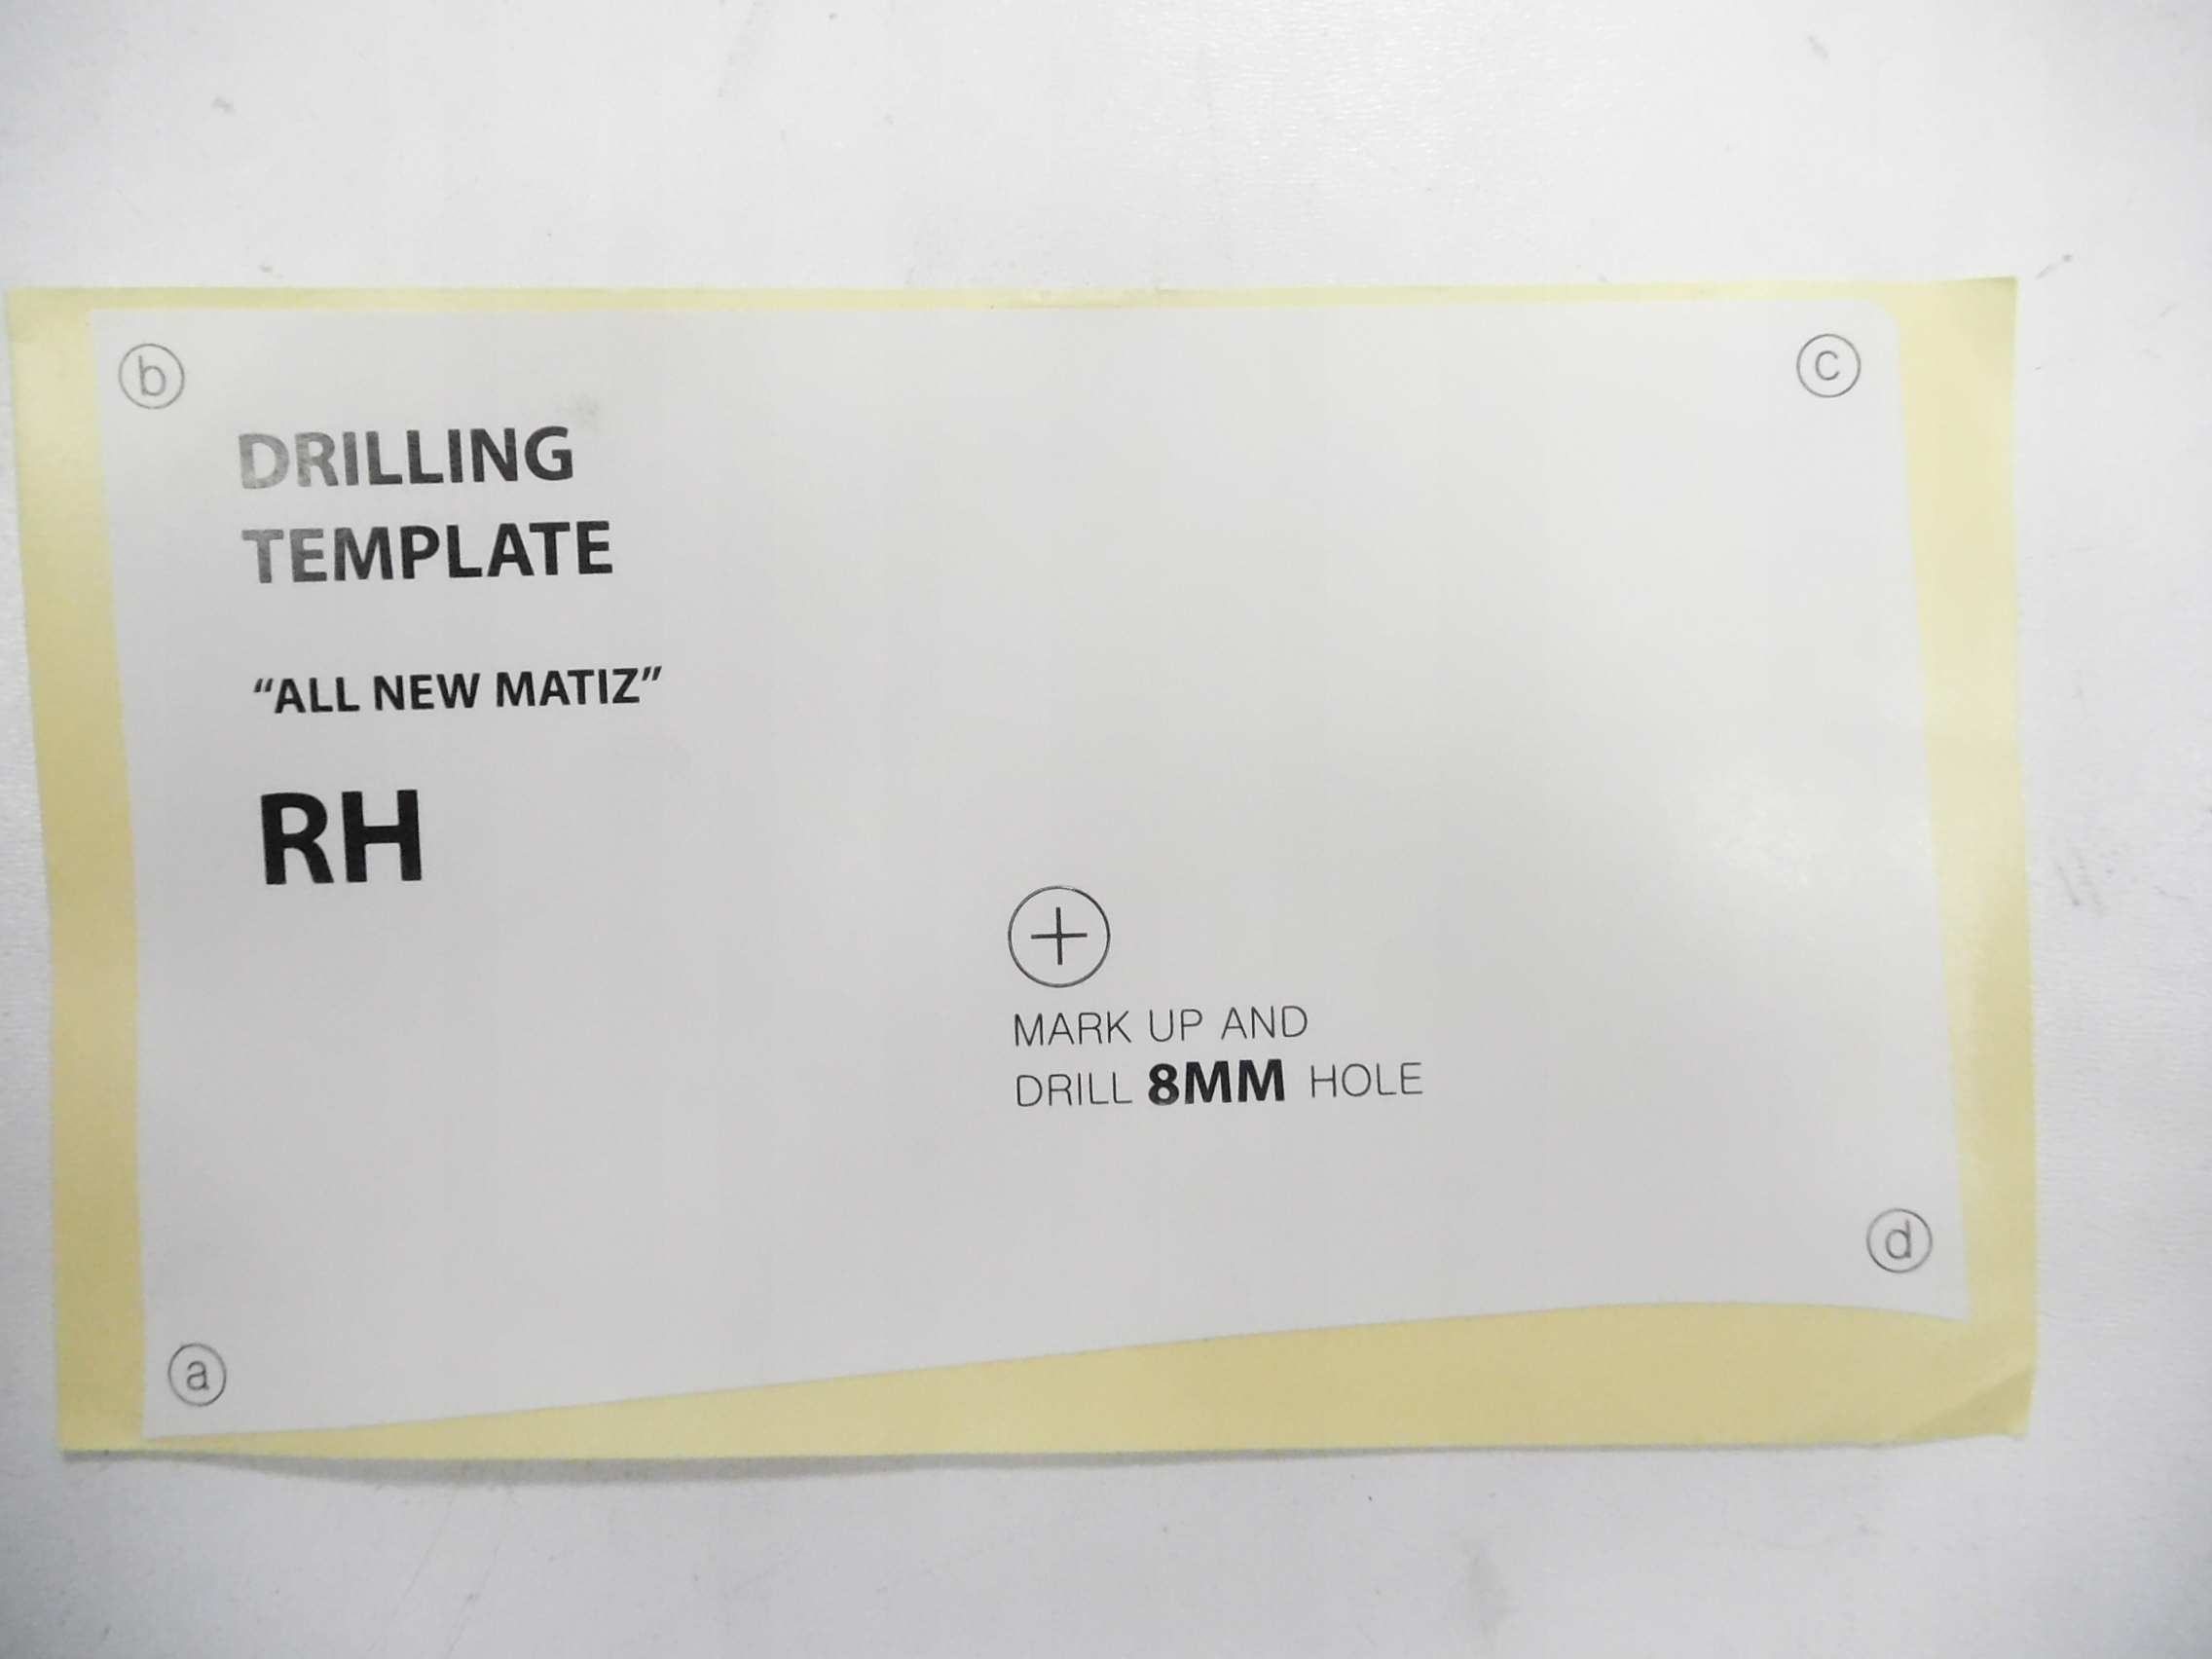 b
c
DRILLING
TEMPLATE
“ALL NEW MATIZ”
RH
MARK UP AND
DRILL 8MM HOLE
d
a